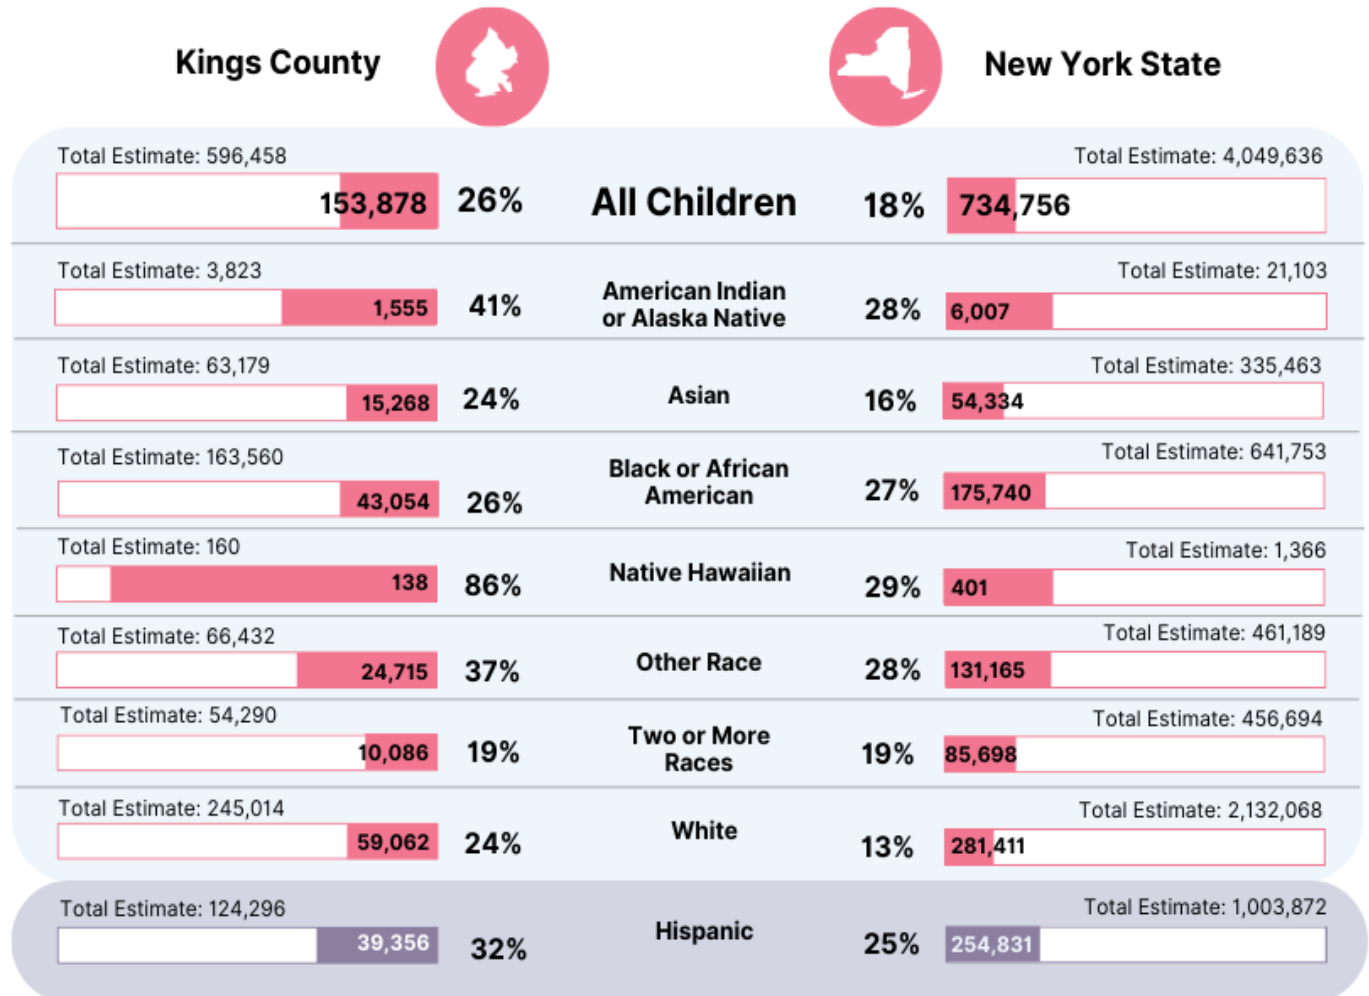 Kings County
New York State
Total Estimate: 596,458
Total Estimate: 4,049,636
153,878 26% All Children 18% 734,756
Total Estimate: 3,823
Total Estimate: 21,103
American Indian
or Alaska Native
1,555 41% 28% 6,007
Total Estimate: 63,179
Total Estimate: 335,463
15,268 24% Asian 16% 54,334
Total Estimate: 163,560
Total Estimate: 641,753
Black or African
American
43,054 26% 27% 175,740
Total Estimate: 160
Total Estimate: 1,366
138 86% Native Hawaiian 29% 401
Total Estimate: 66,432
Total Estimate: 461,189
24,715 37% Other Race 28% 131,165
Total Estimate: 54,290
Total Estimate: 456,694
Two or More
Races
10,086 19% 19% 85,698
Total Estimate: 245,014
Total Estimate: 2,132,068
59,062 24% White 13% 281,411
Total Estimate: 124,296
Total Estimate: 1,003,872
39,356 32% Hispanic 25% 254,831